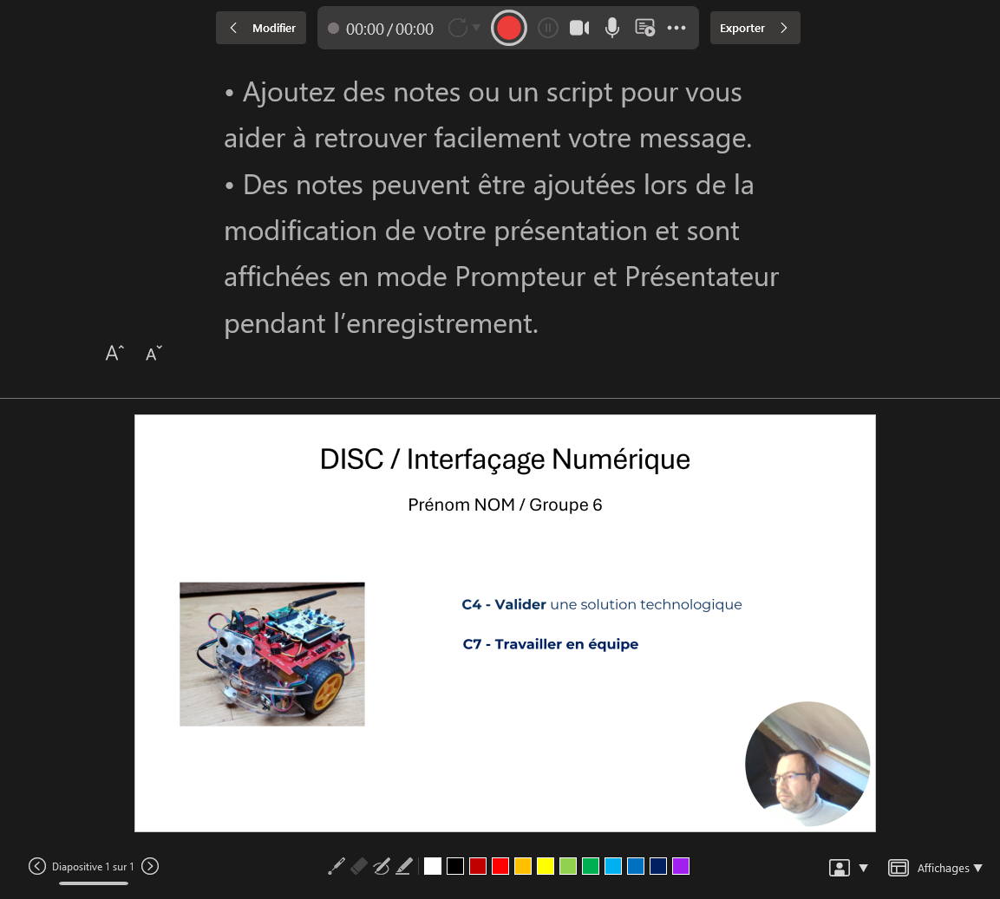 Modifier
00:00 / 00:00
Exporter
• Ajoutez des notes ou un script pour vous
aider à retrouver facilement votre message.
• Des notes peuvent être ajoutées lors de la
modification de votre présentation et sont
affichées en mode Prompteur et Présentateur
pendant l’enregistrement.
A A
DISC / Interfaçage Numérique
Prénom NOM / Groupe 6
C4 - Valider une solution technologique
C7 - Travailler en équipe
Diapositive 1 sur 1
Affichages